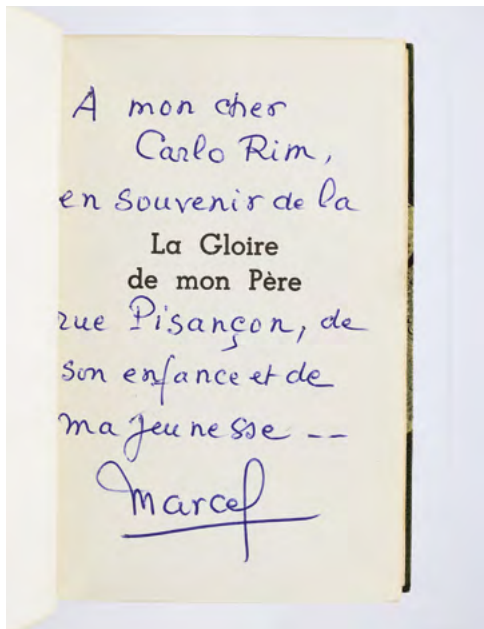 A mon cher
Carlo Rim,
en souvenir de la
La Gloire
de mon Père
rue Pisançon, de
son enfance et de
ma jeunesse --
Marcel